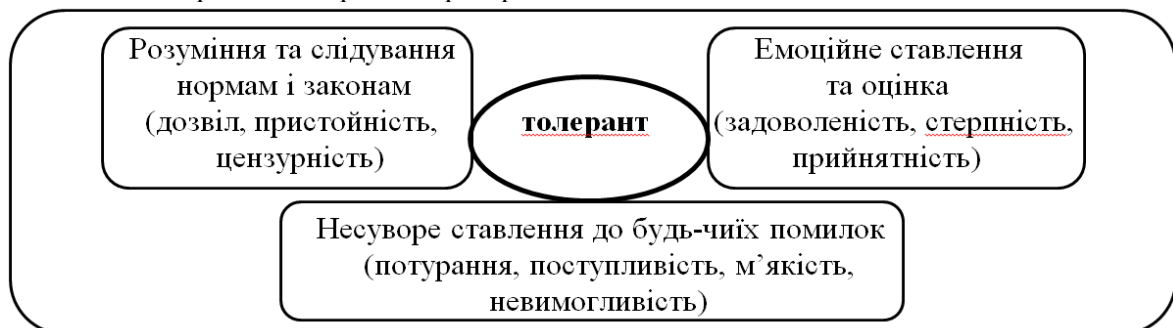 Розуміння та слідування
нормам і законам
(дозвіл, пристойність,
цензурність)
толерант
Емоційне ставлення
та оцінка
(задоволеність, стерпність,
прийнятність)
Несуворе ставлення до будь-чиїх помилок
(потурання, поступливість, м’якість,
невимогливість)